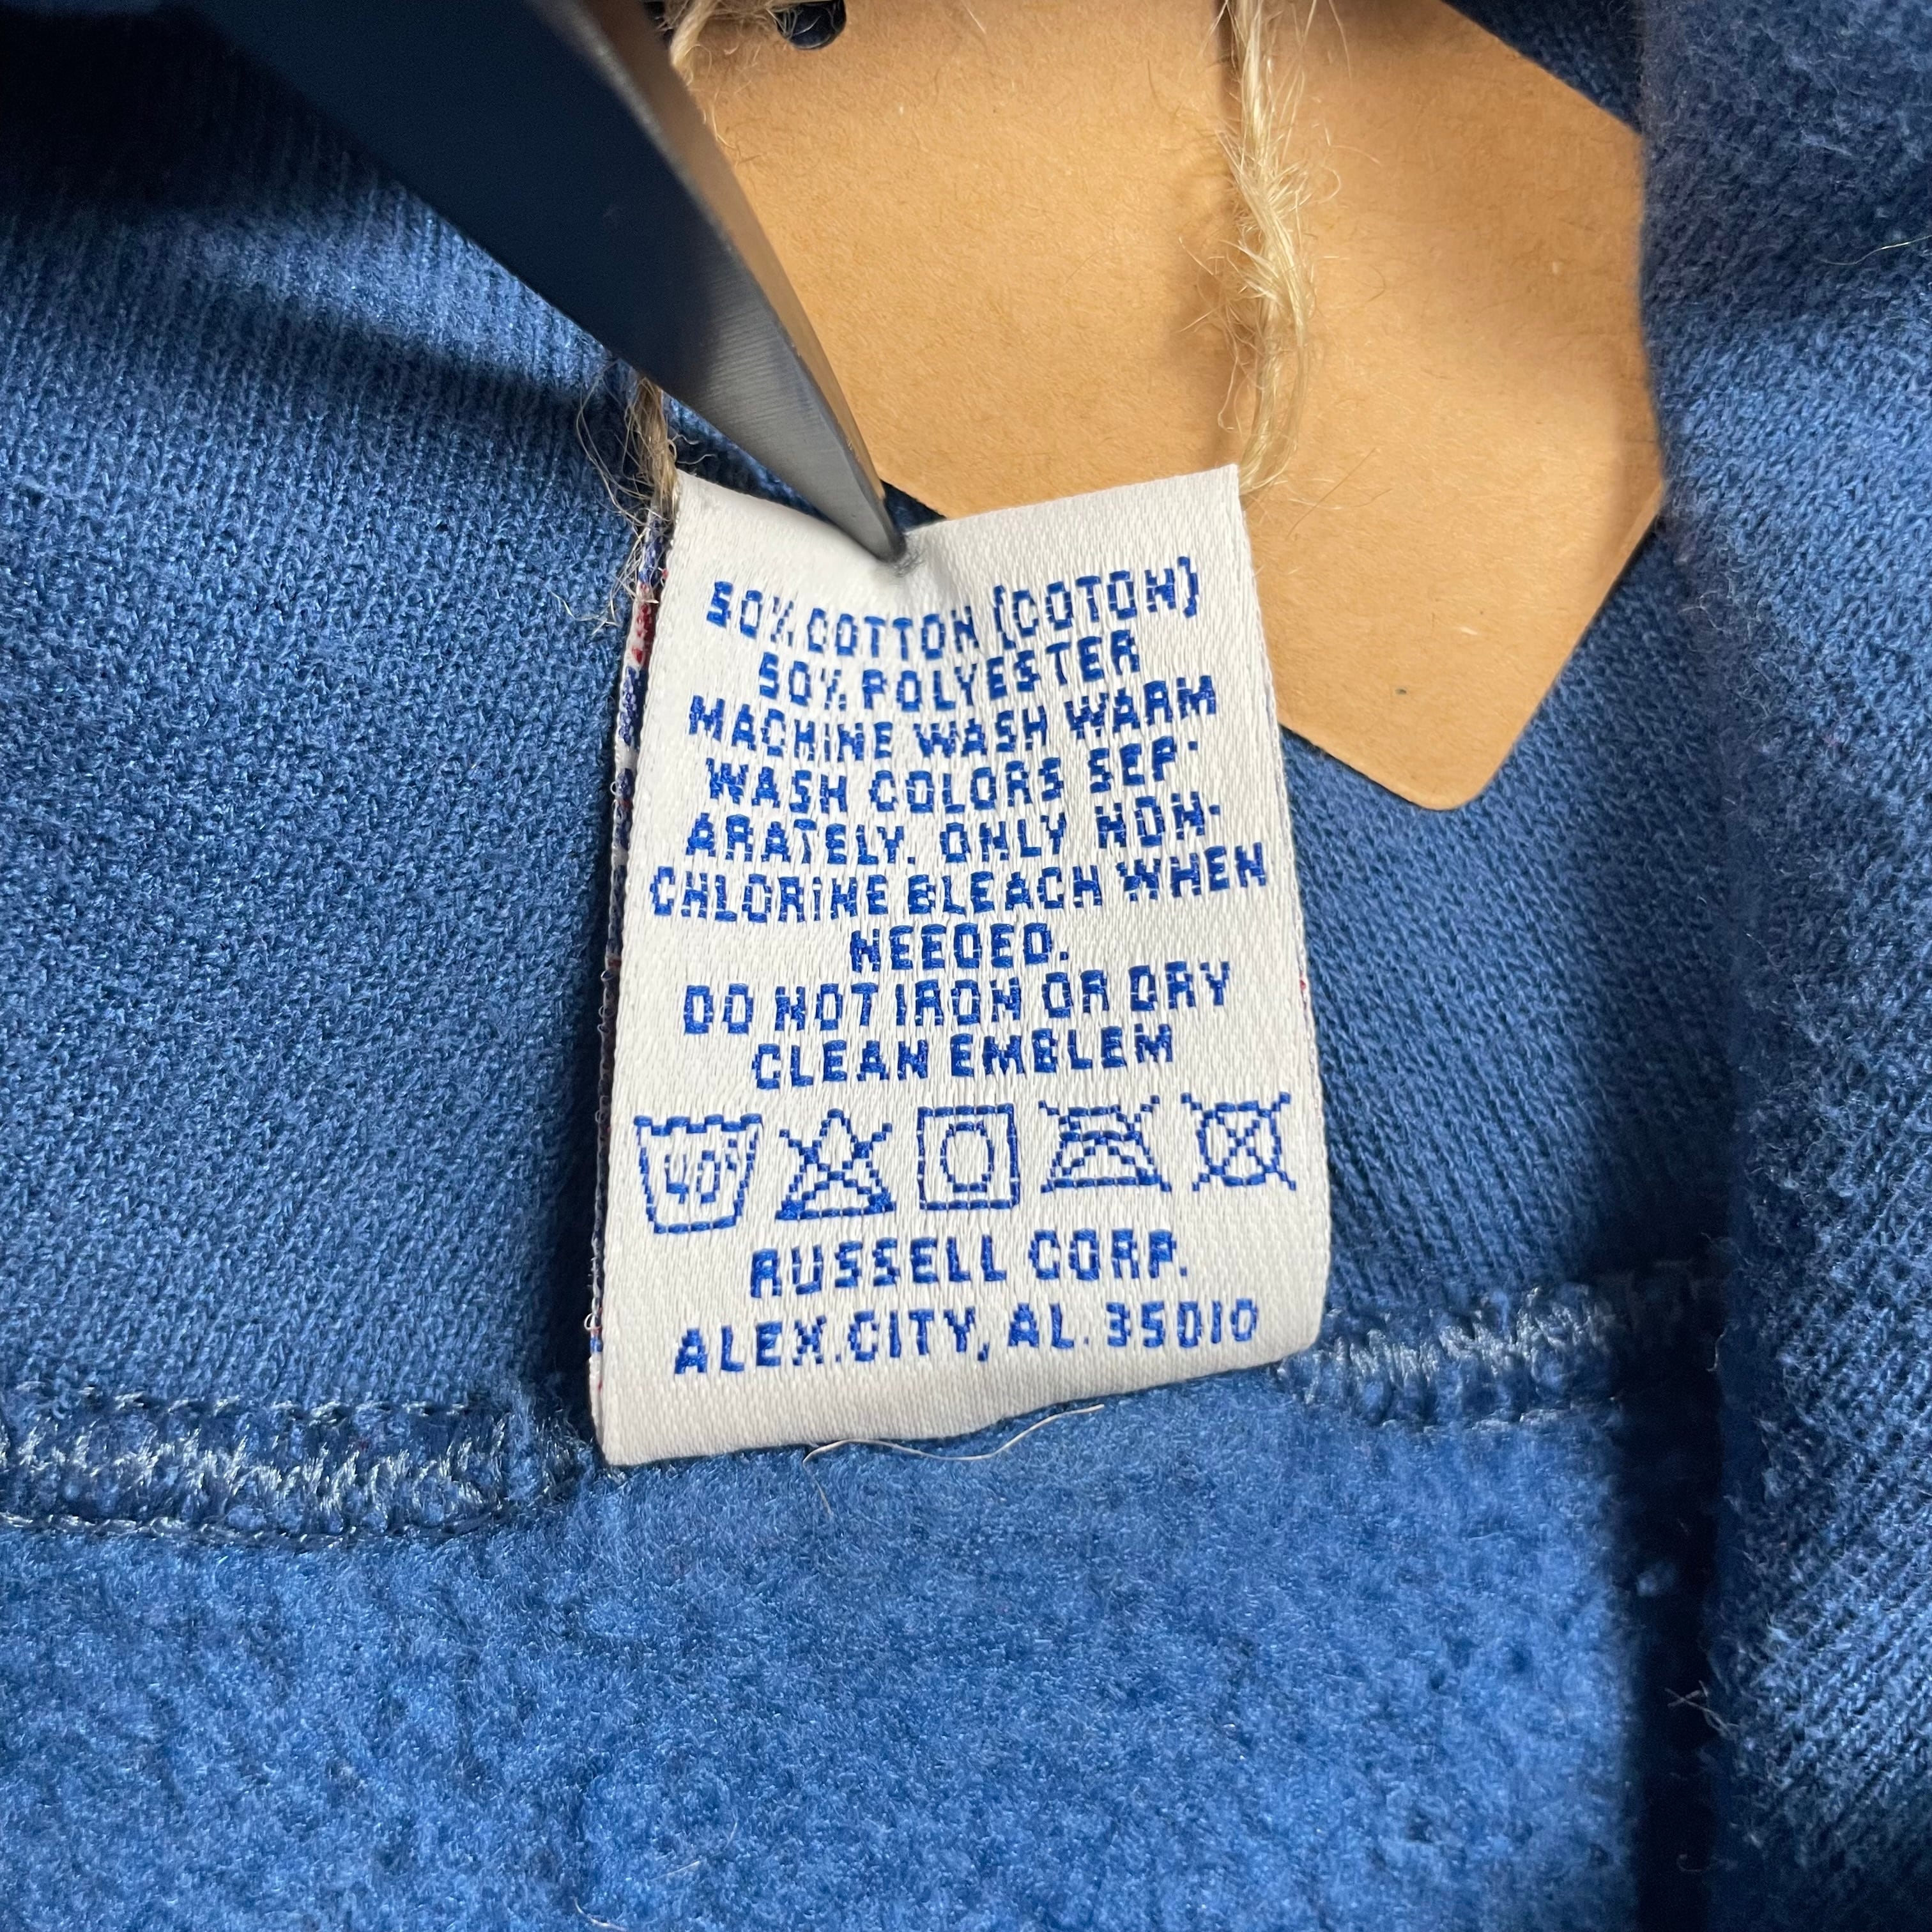 50% COTTON (COTON)
50% POLYESTER
MACHINE WASH WARM
WASH COLORS SEP-
ARATELY. ONLY NON-
CHLORINE BLEACH WHEN
NEEDED.
DO NOT IRON OR DRY
CLEAN EMBLEM
40°
RUSSELL CORP.
ALEX.CITY, AL. 35010